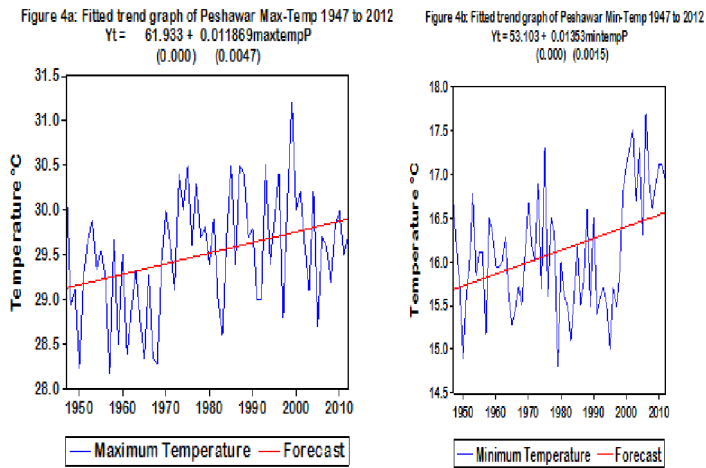 Figure 4a: Fitted trend graph of Peshawar Max-Temp 1947 to 2012
Yt = 61.933 + 0.011869maxtempP
(0.000) (0.0047)
Temperature °C
31.5
31.0
30.5
30.0
29.5
29.0
28.5
28.0
1950 1960 1970 1980 1990 2000 2010
Maximum Temperature Forecast
Figure 4b: Fitted trend graph of Peshawar Min-Temp 1947 to 2012
Yt = 53.103 + 0.01353mintempP
(0.000) (0.0015)
Temperature °C
18.0
17.0
16.5
16.0
15.5
15.0
14.5
1950 1960 1970 1980 1990 2000 2010
Minimum Temperature Forecast